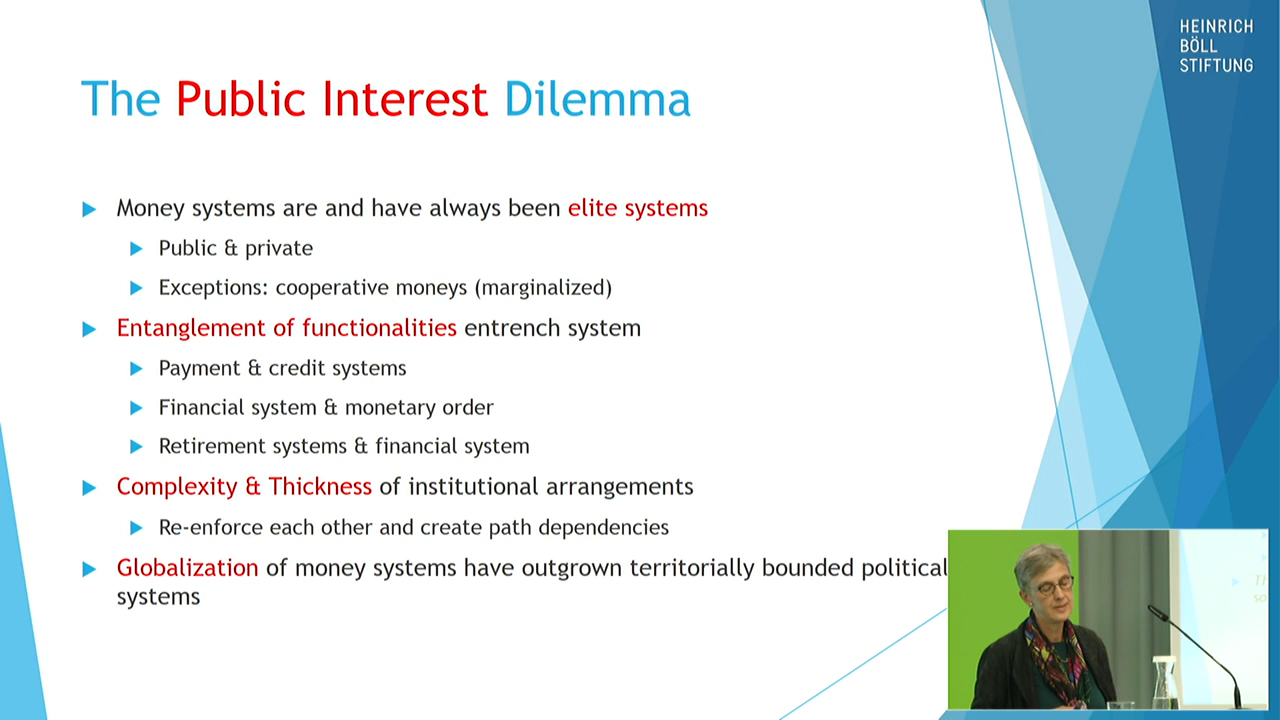 HEINRICH
BÖLL
STIFTUNG
The Public Interest Dilemma
Money systems are and have always been elite systems
Public & private
Exceptions: cooperative moneys (marginalized)
Entanglement of functionalities entrench system
Payment & credit systems
Financial system & monetary order
Retirement systems & financial system
Complexity & Thickness of institutional arrangements
Re-enforce each other and create path dependencies
Globalization of money systems have outgrown territorially bounded political
systems